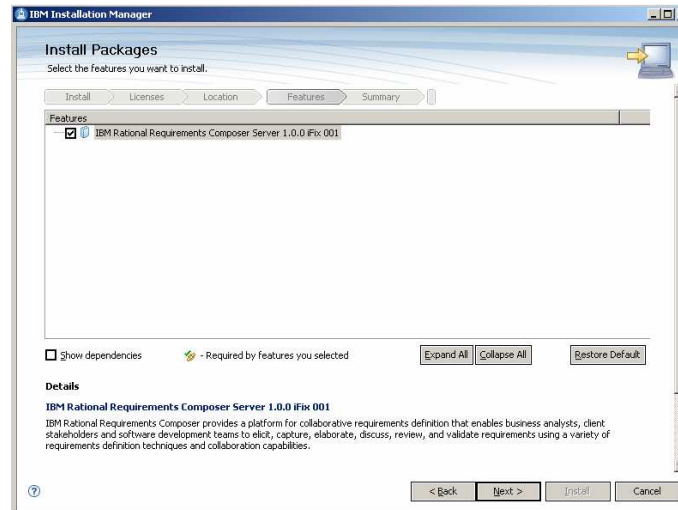 IBM Installation Manager
Install Packages
Select the features you want to install.
Install Licenses Location Features Summary
Features
IBM Rational Requirements Composer Server 1.0.0 iFix 001
Show dependencies - Required by features you selected Expand All Collapse All Restore Default
Details
IBM Rational Requirements Composer Server 1.0.0 iFix 001
IBM Rational Requirements Composer provides a platform for collaborative requirements definition that enables business analysts, client
stakeholders and software development teams to elicit, capture, elaborate, discuss, review, and validate requirements using a variety of
requirements definition techniques and collaboration capabilities.
? < Back Next > Install Cancel